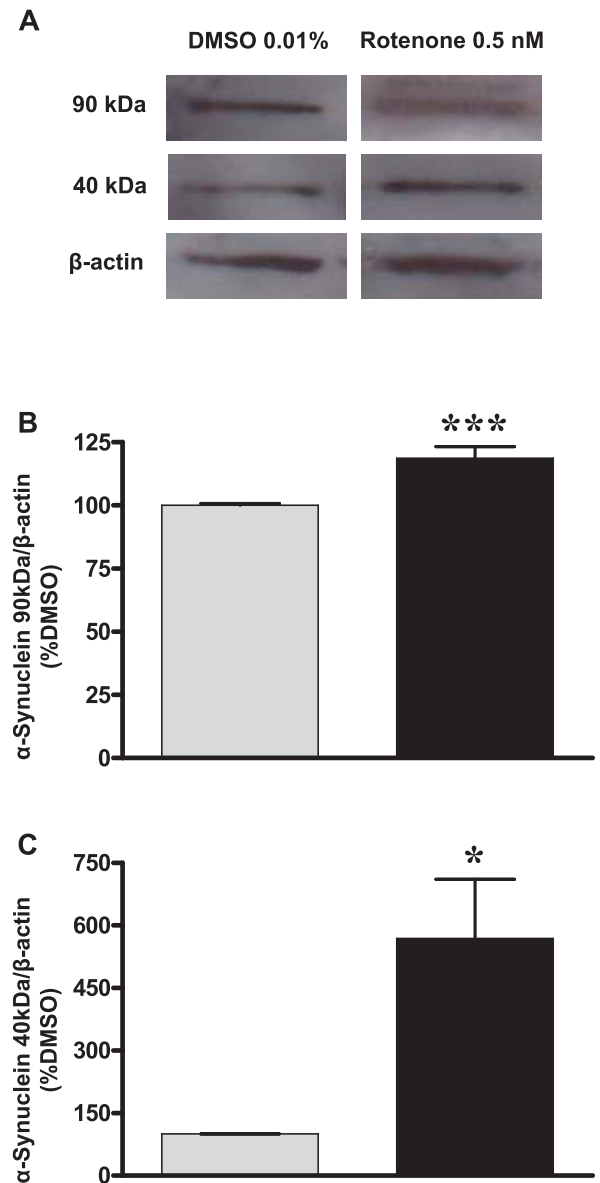 A
DMSO 0.01% Rotenone 0.5 nM
90 kDa
40 kDa
β-actin
B
α-Synuclein 90kDa/β-actin
(%DMSO)
125
100
75
50
25
0
***
C
α-Synuclein 40kDa/β-actin
(%DMSO)
750
600
450
300
150
0
*